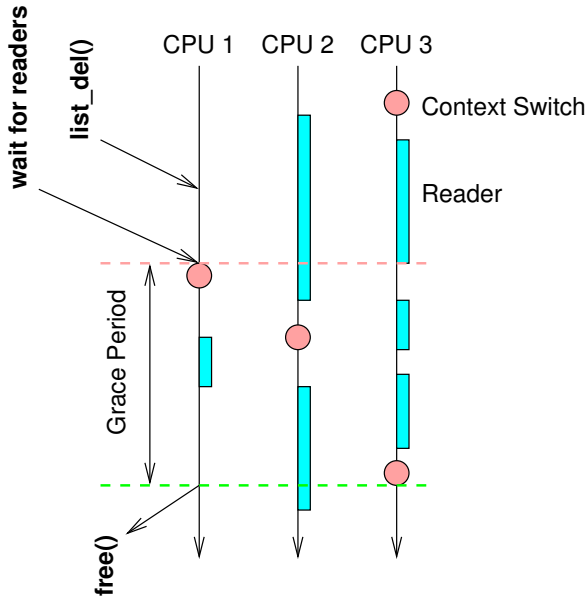 CPU 1
CPU 2
CPU 3
wait for readers
list_del()
Context Switch
Reader
Grace Period
free()